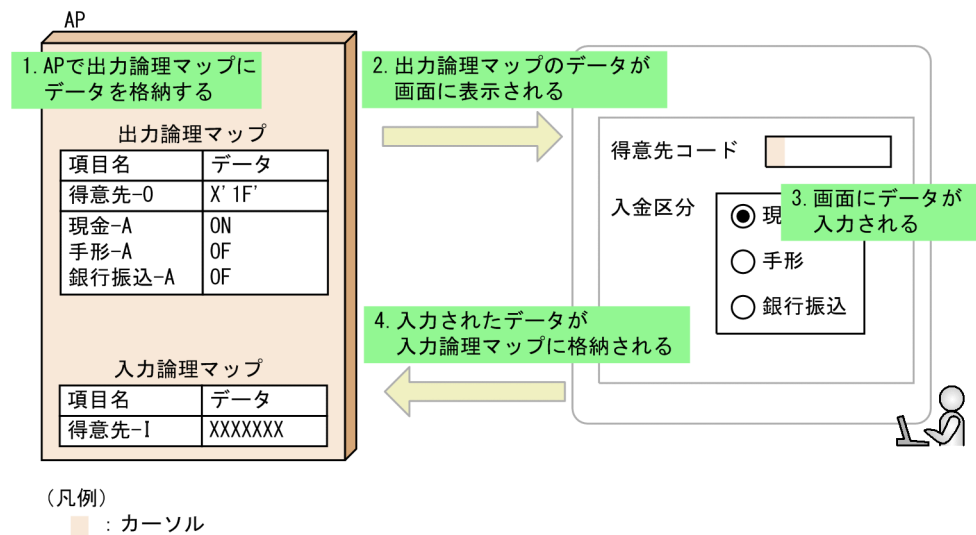 AP
1. APで出力論理マップに
データを格納する
出力論理マップ
項目名 データ
得意先-O X'1F'
現金-A ON
手形-A OF
銀行振込-A OF
入力論理マップ
項目名 データ
得意先-I XXXXXXX
2. 出力論理マップのデータが
画面に表示される
得意先コード
入金区分
現
手形
銀行振込
3. 画面にデータが
入力される
4. 入力されたデータが
入力論理マップに格納される
(凡例)
:カーソル